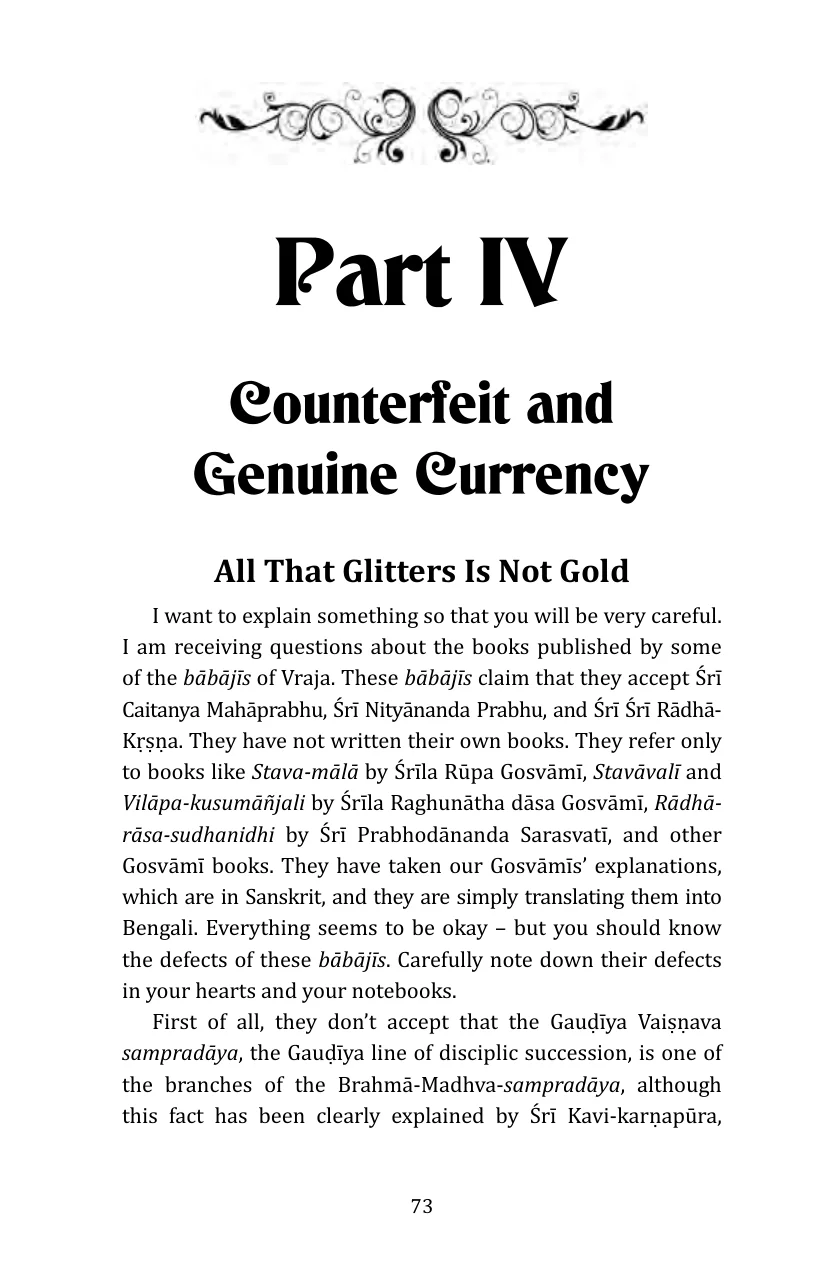 Part IV
Counterfeit and
Genuine Currency
All That Glitters Is Not Gold
I want to explain something so that you will be very careful.
I am receiving questions about the books published by some
of the bābājīs of Vraja. These bābājīs claim that they accept Śrī
Caitanya Mahāprabhu, Śrī Nityānanda Prabhu, and Śrī Śrī Rādhā-
Kṛṣṇa. They have not written their own books. They refer only
to books like Stava-mālā by Śrīla Rūpa Gosvāmī, Stavāvalī and
Vilāpa-kusumāñjali by Śrīla Raghunātha dāsa Gosvāmī, Rādhā-
rāsa-sudhanidhi by Śrī Prabhodānanda Sarasvatī, and other
Gosvāmī books. They have taken our Gosvāmīs’ explanations,
which are in Sanskrit, and they are simply translating them into
Bengali. Everything seems to be okay – but you should know
the defects of these bābājīs. Carefully note down their defects
in your hearts and your notebooks.
First of all, they don’t accept that the Gauḍīya Vaiṣṇava
sampradāya, the Gauḍīya line of disciplic succession, is one of
the branches of the Brahmā-Madhva-sampradāya, although
this fact has been clearly explained by Śrī Kavi-karṇapūra,
73